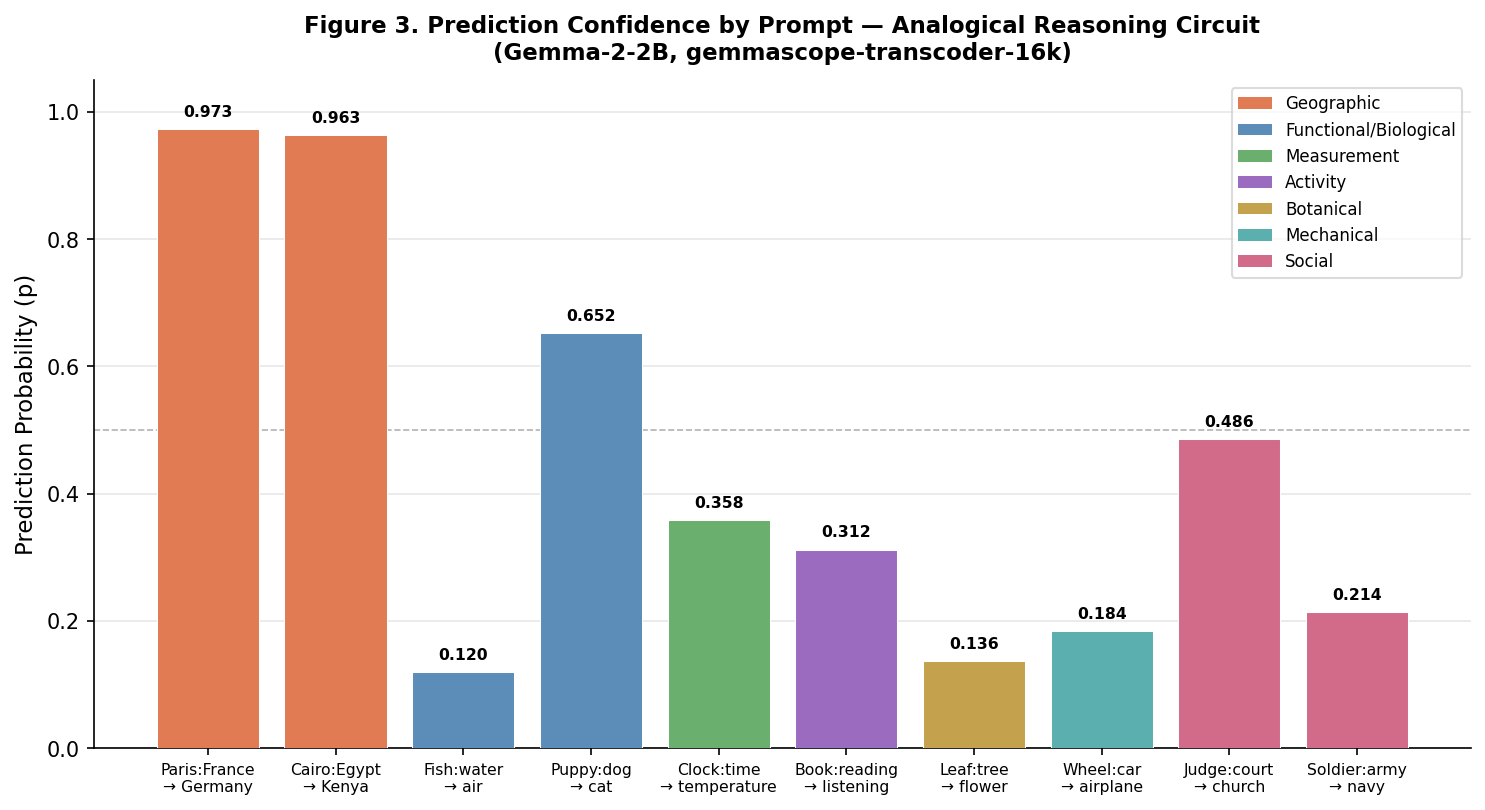 Figure 3. Prediction Confidence by Prompt — Analogical Reasoning Circuit
(Gemma-2-2B, gemmascope-transcoder-16k)
Prediction Probability (p)
1.0
0.8
0.6
0.4
0.2
0.0
0.973
0.963
0.120
0.652
0.358
0.312
0.136
0.184
0.486
0.214
Geographic
Functional/Biological
Measurement
Activity
Botanical
Mechanical
Social
Paris:France
→ Germany
Cairo:Egypt
→ Kenya
Fish:water
→ air
Puppy:dog
→ cat
Clock:time
→ temperature
Book:reading
→ listening
Leaf:tree
→ flower
Wheel:car
→ airplane
Judge:court
→ church
Soldier:army
→ navy